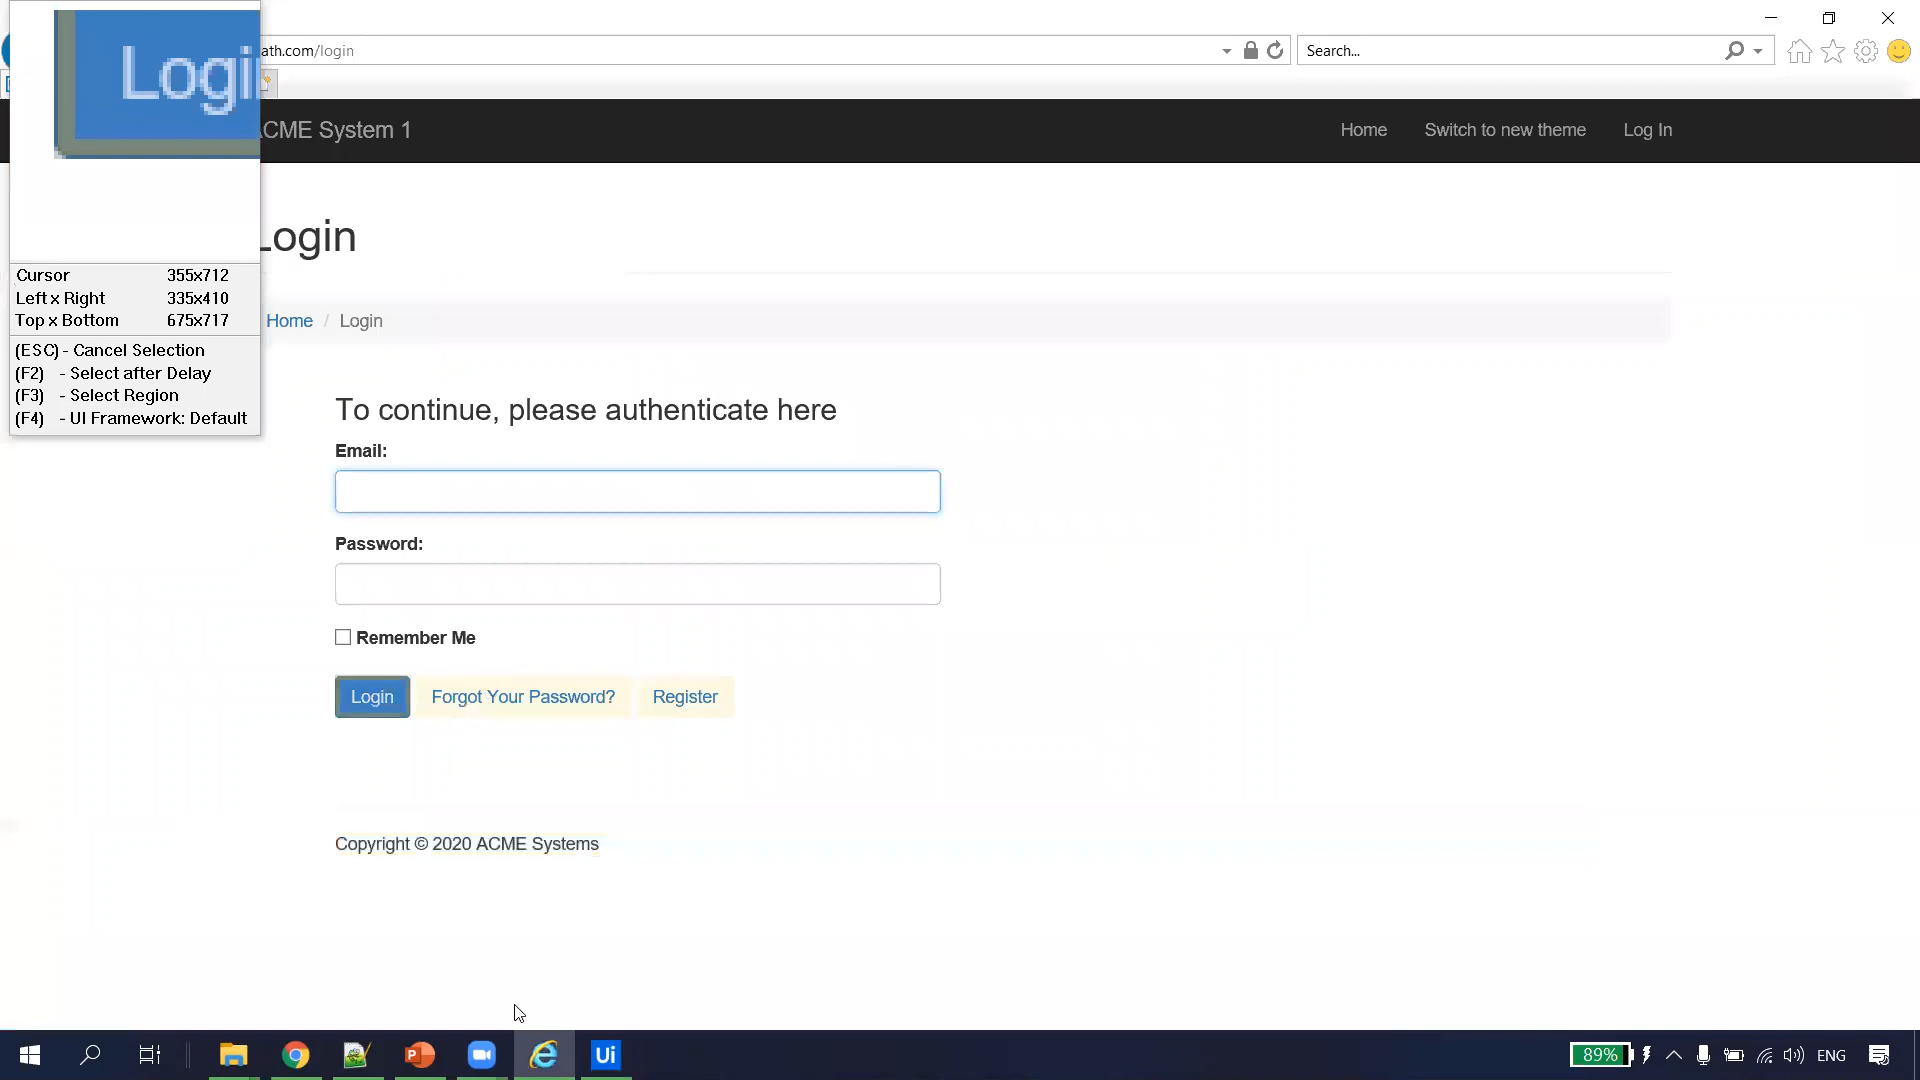 Logi
ath.com/login
Search...
CME System 1
Home
Switch to new theme
Log In
Login
Cursor 355x712
Left x Right 335x410
Top x Bottom 675x717
(ESC) - Cancel Selection
(F2) - Select after Delay
(F3) - Select Region
(F4) - UI Framework: Default
Home / Login
To continue, please authenticate here
Email:
Password:
Remember Me
Login
Forgot Your Password?
Register
Copyright © 2020 ACME Systems
Ui
89%
ENG